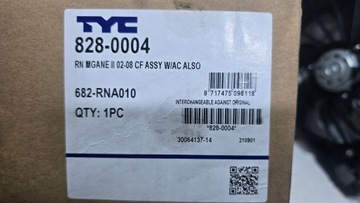 TYC
828-0004
RN MGANE II 02-08 CF ASSY W/AC ALSO
682-RNA010
8 717475 096118
QTY: 1PC
INTERCHANGEABLE AGAINST ORIGINAL
*828-0004*
30064137-14
210901